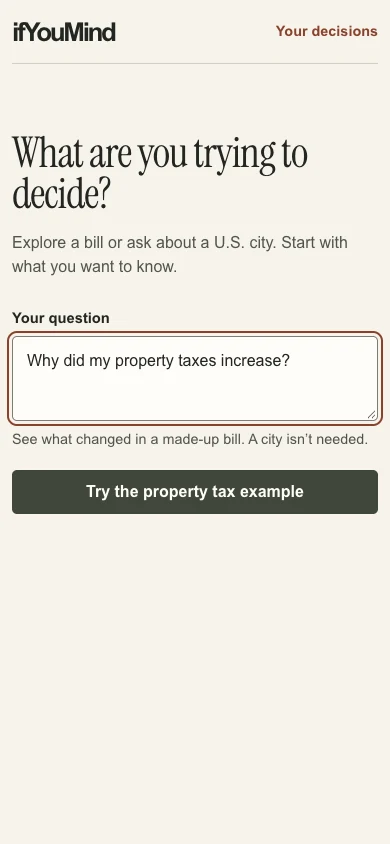 ifYouMind
Your decisions
What are you trying to
decide?
Explore a bill or ask about a U.S. city. Start with
what you want to know.
Your question
Why did my property taxes increase?
See what changed in a made-up bill. A city isn’t needed.
Try the property tax example